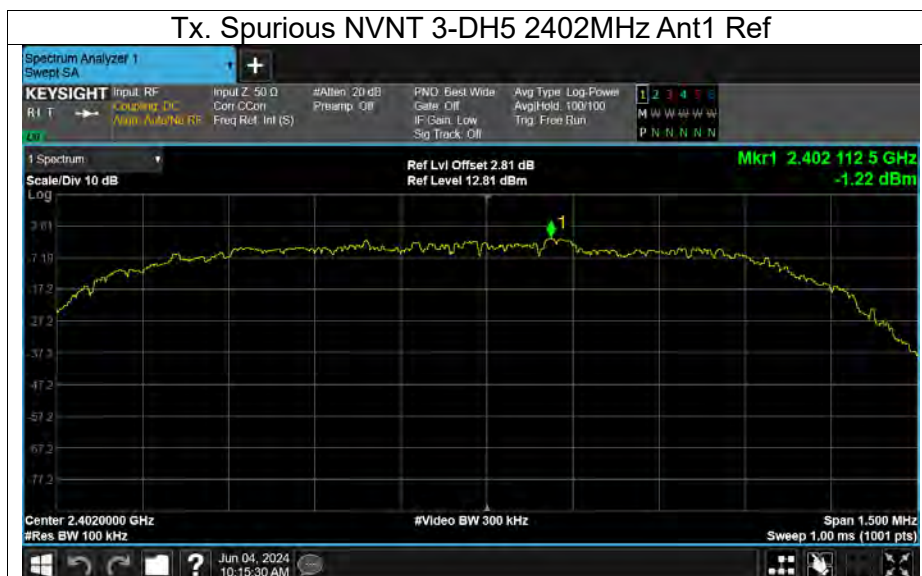 Tx. Spurious NVNT 3-DH5 2402MHz Ant1 Ref
Spectrum Analyzer 1
Swept SA
+
KEYSIGHT Input: RF
Coupling: DC
Align: Auto/No RF
Input Z: 50 Ω
Corr CCorr
Freq Ref: Int (S)
#Atten: 20 dB
Preamp: Off
PNO: Best Wide
Gate: Off
IF Gain: Low
Sig Track: Off
Avg Type: Log-Power
Avg|Hold: 100/100
Trig: Free Run
1 2 3 4 5 6
M W W W W W
P N N N N N
1 Spectrum
Scale/Div 10 dB
Log
Ref Lvl Offset 2.81 dB
Ref Level 12.81 dBm
Mkr1 2.402 112 5 GHz
-1.22 dBm
1
2.81
-7.19
-17.2
-27.2
-37.2
-47.2
-57.2
-67.2
-77.2
Center 2.4020000 GHz
#Res BW 100 kHz
#Video BW 300 kHz
Span 1.500 MHz
Sweep 1.00 ms (1001 pts)
?
Jun 04, 2024
10:15:30 AM